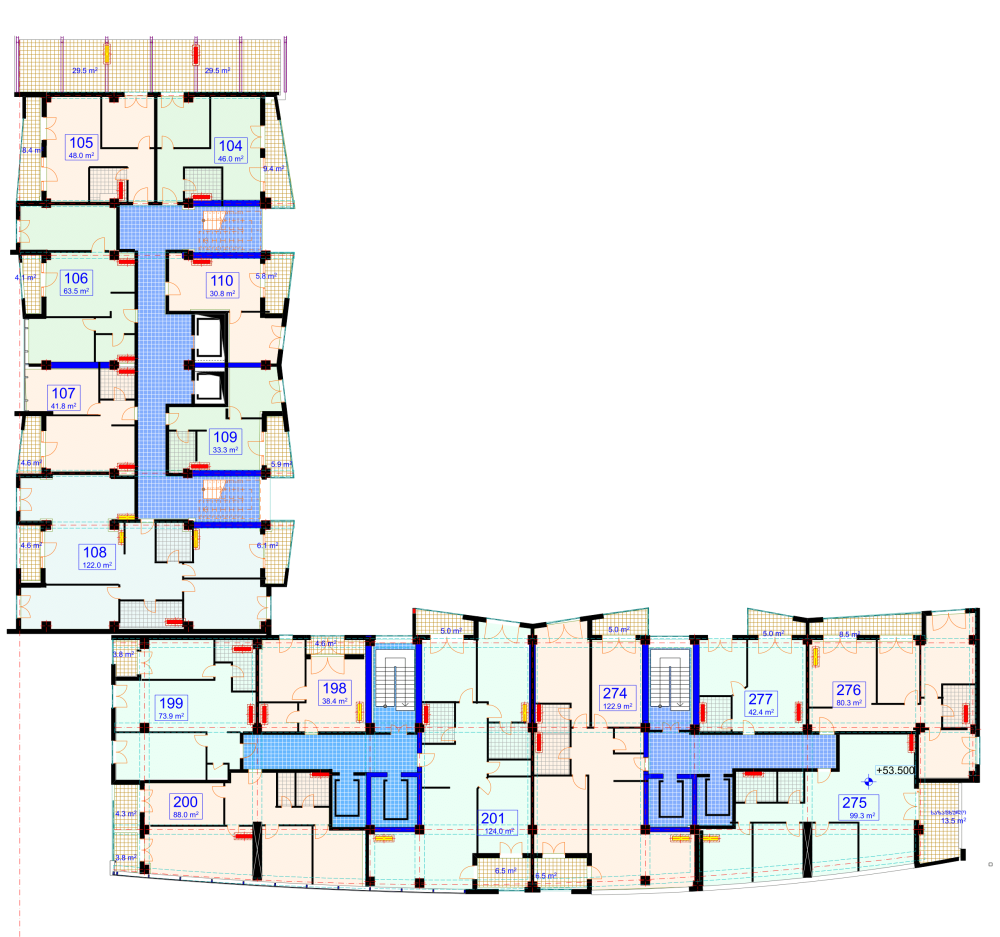 29.5 m²
29.5 m²
105
48.0 m²
104
46.0 m²
8.4 m
9.4 m²
106
63.5 m²
4.1 m²
110
30.8 m²
5.8 m²
107
41.8 m²
109
33.3 m²
4.6 m²
5.9 m²
108
122.0 m²
4.6 m²
6.1 m²
5.0 m²
5.0 m²
5.0 m²
8.5 m²
3.8 m²
4.6 m²
199
73.9 m²
198
38.4 m²
274
122.9 m²
277
42.4 m²
276
80.3 m²
+53.500
200
88.0 m²
4.3 m²
201
124.0 m²
275
99.3 m²
13.5 m²
3.8 m²
6.5 m²
6.5 m²